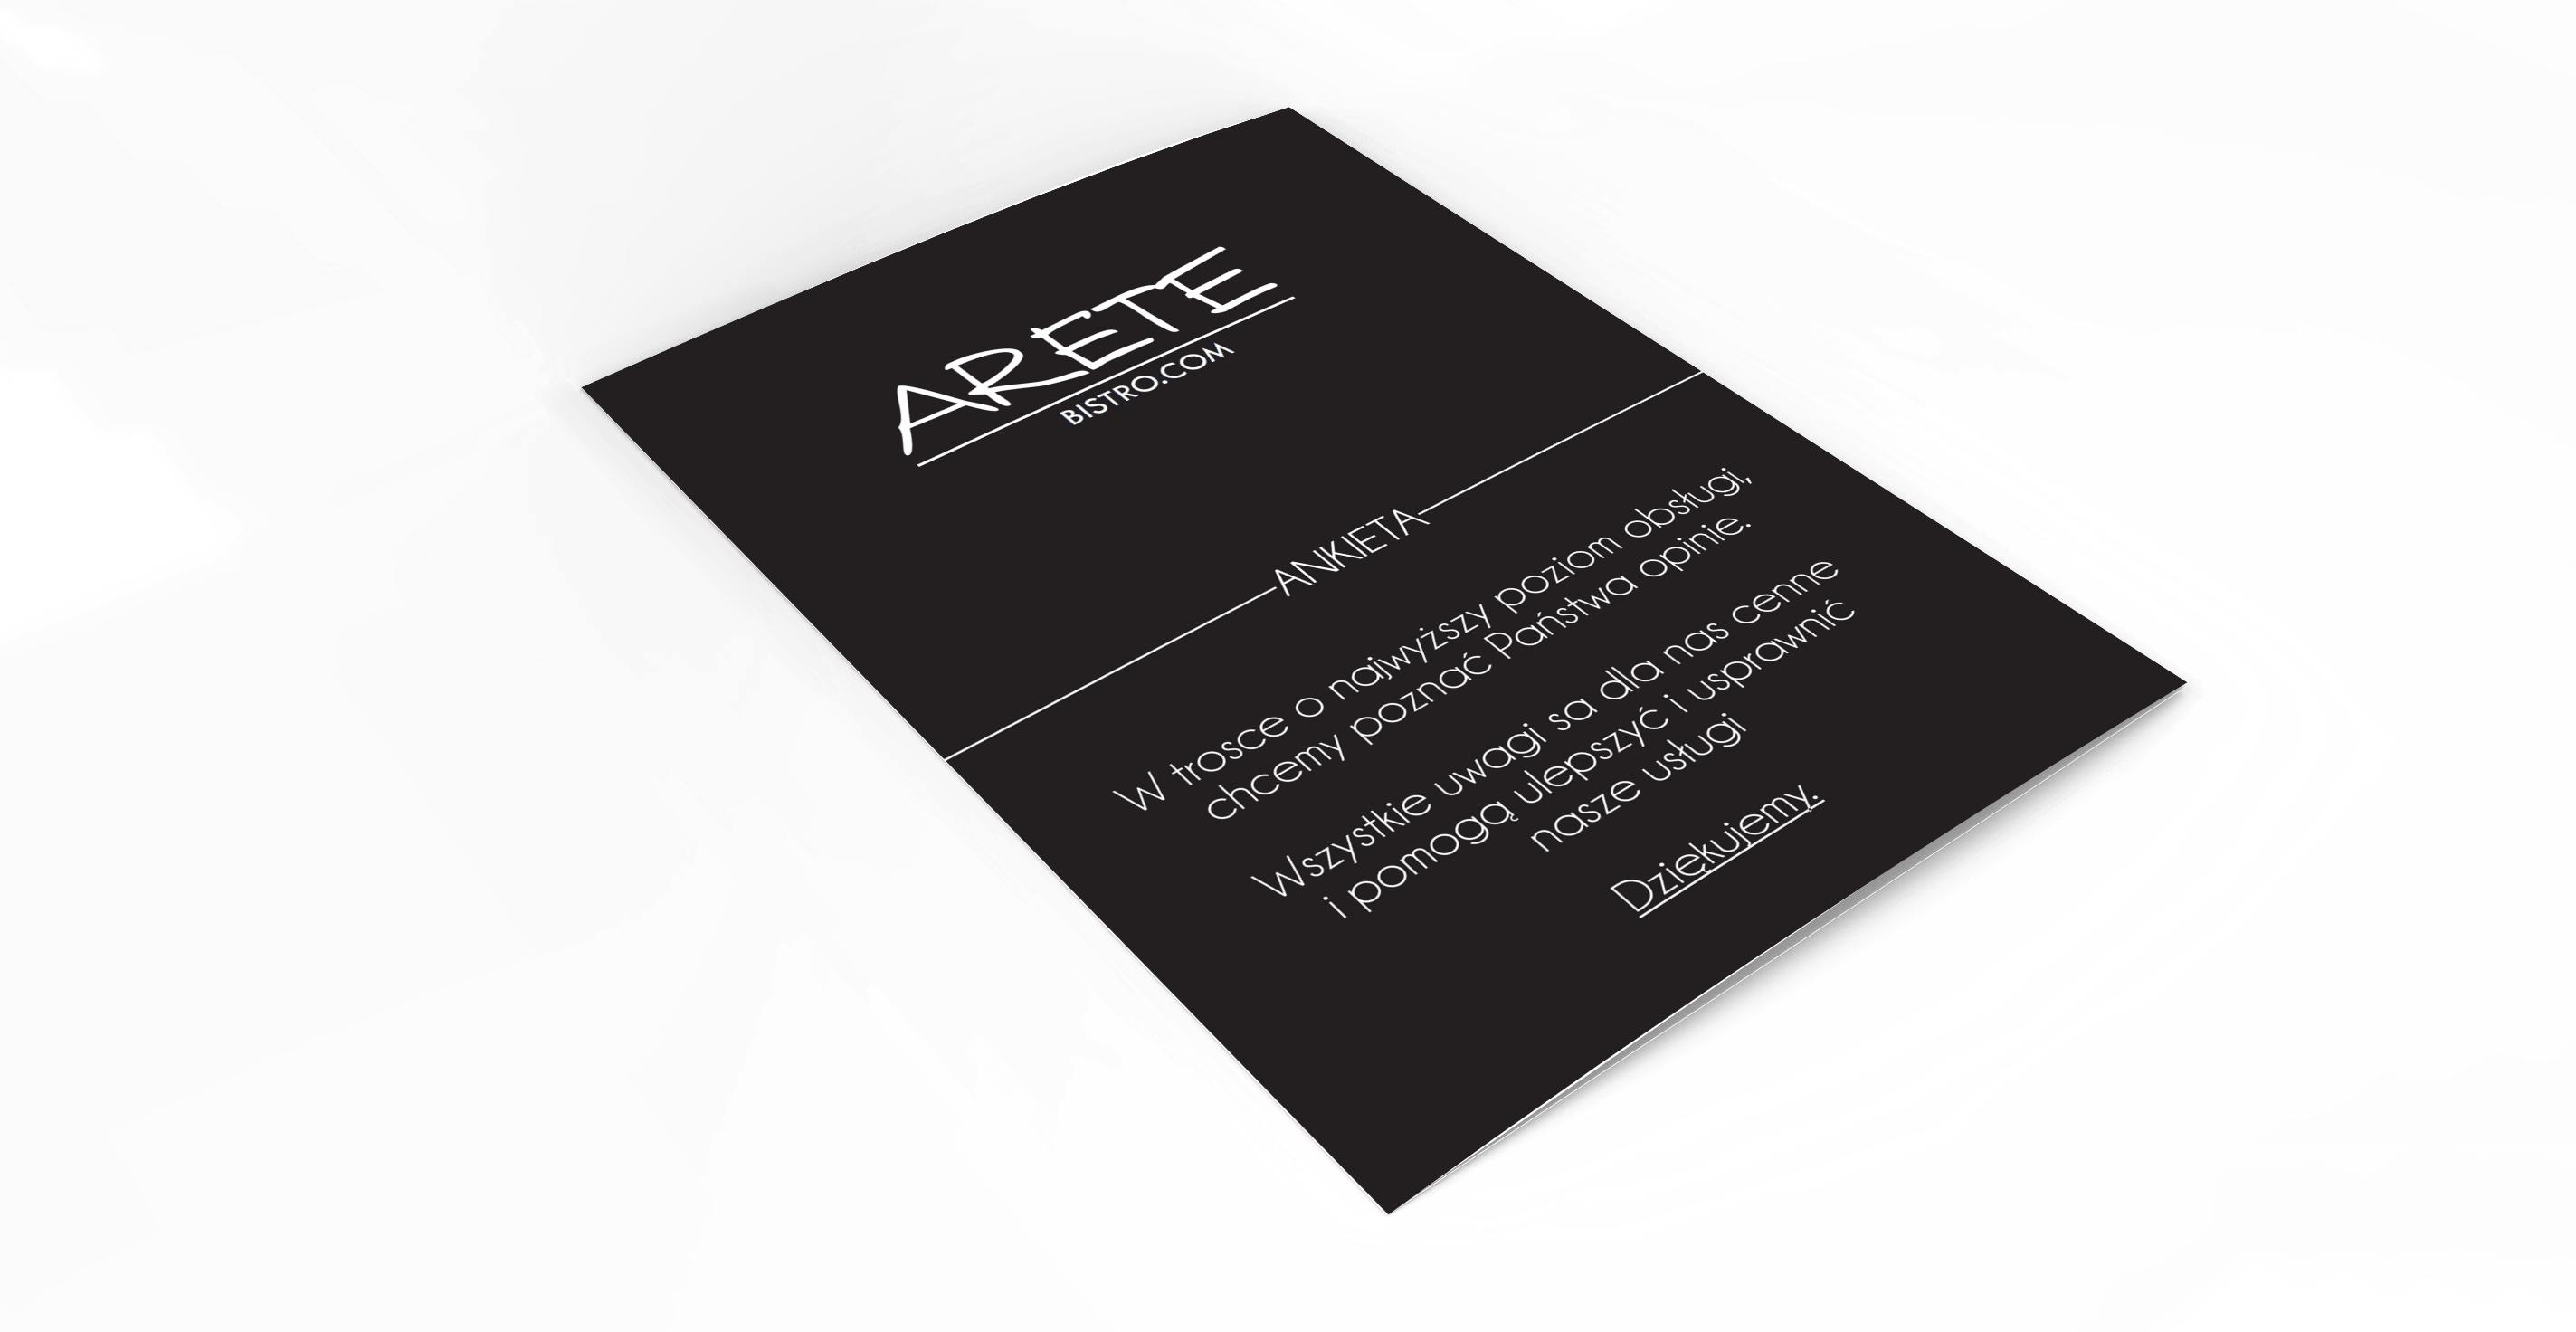 ARETE
BISTRO.COM
ANKIETA
W trosce o najwyższy poziom obsługi,
chcemy poznać Państwa opinie.
Wszystkie uwagi sa dla nas cenne
i pomogą ulepszyć i usprawnić
nasze usługi
Dziękujemy.